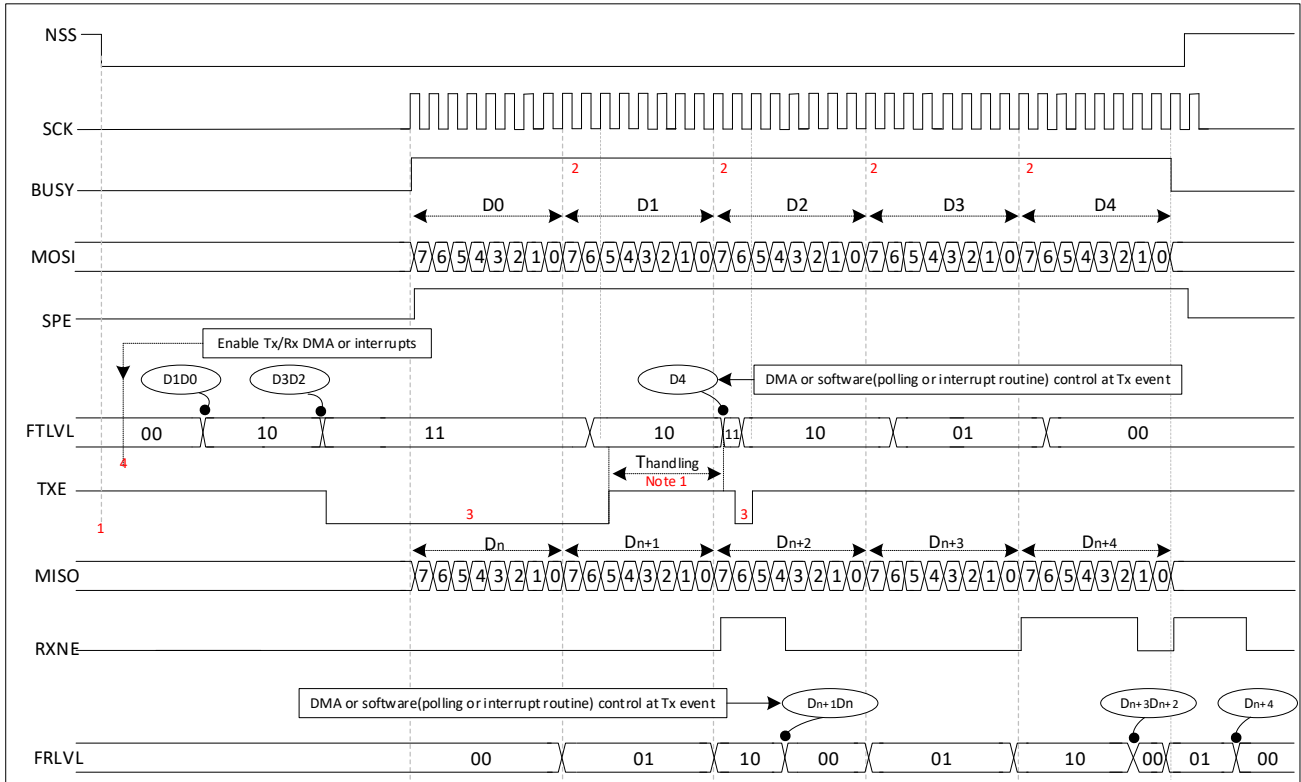 NSS
SCK
BUSY 2 2 2 2
D0 D1 D2 D3 D4
MOSI 7 6 5 4 3 2 1 0 7 6 5 4 3 2 1 0 7 6 5 4 3 2 1 0 7 6 5 4 3 2 1 0 7 6 5 4 3 2 1 0
SPE
Enable Tx/Rx DMA or interrupts
D1D0 D3D2 D4 DMA or software(polling or interrupt routine) control at Tx event
FTLVL 00 10 11 10 11 10 01 00
4 Thandling
TXE Note 1
1 3 3
Dn Dn+1 Dn+2 Dn+3 Dn+4
MISO 7 6 5 4 3 2 1 0 7 6 5 4 3 2 1 0 7 6 5 4 3 2 1 0 7 6 5 4 3 2 1 0 7 6 5 4 3 2 1 0
RXNE
DMA or software(polling or interrupt routine) control at Tx event Dn+1Dn Dn+3Dn+2 Dn+4
FRLVL 00 01 10 00 01 10 00 01 00